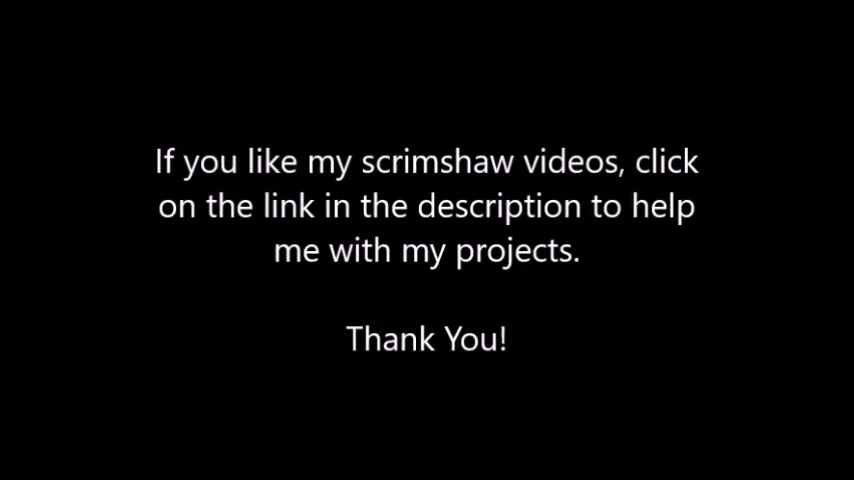 If you like my scrimshaw videos, click
on the link in the description to help
me with my projects.
Thank You!